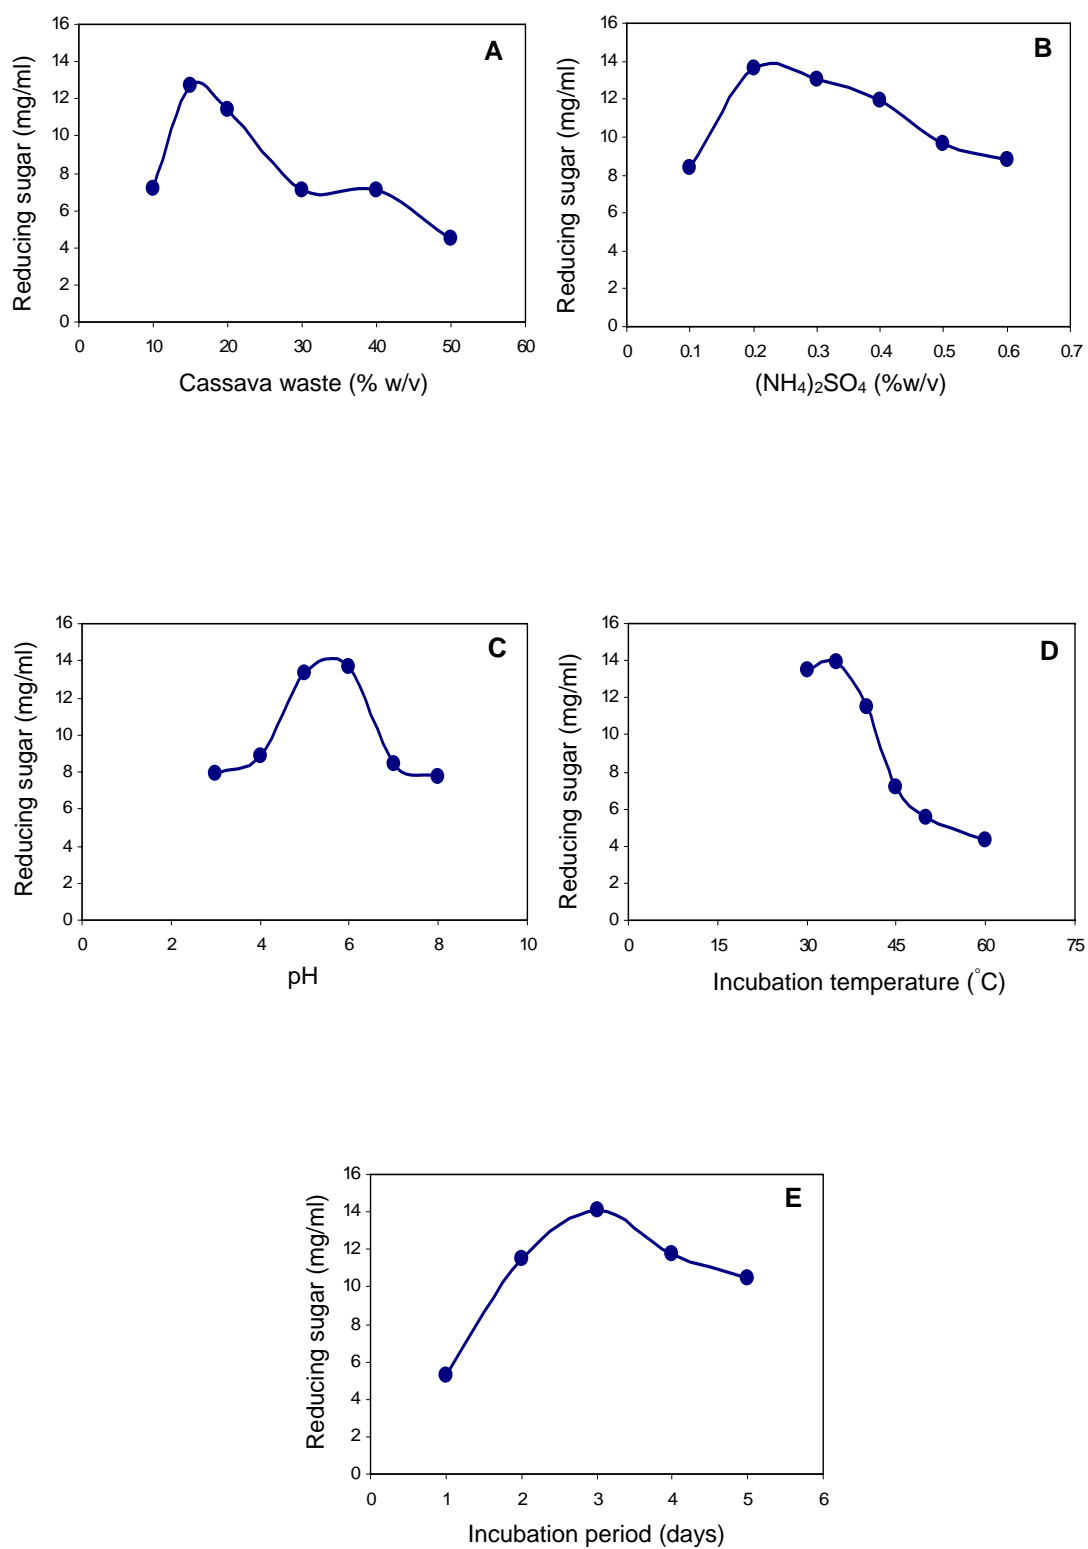 A
Reducing sugar (mg/ml)
16
14
12
10
8
6
4
2
0
0 10 20 30 40 50 60
Cassava waste (% w/v)
B
Reducing sugar (mg/ml)
16
14
12
10
8
6
4
2
0
0 0.1 0.2 0.3 0.4 0.5 0.6 0.7
(NH₄)₂SO₄ (%w/v)
C
Reducing sugar (mg/ml)
16
14
12
10
8
6
4
2
0
0 2 4 6 8 10
pH
D
Reducing sugar (mg/ml)
16
14
12
10
8
6
4
2
0
0 15 30 45 60 75
Incubation temperature (°C)
E
Reducing sugar (mg/ml)
16
14
12
10
8
6
4
2
0
0 1 2 3 4 5 6
Incubation period (days)